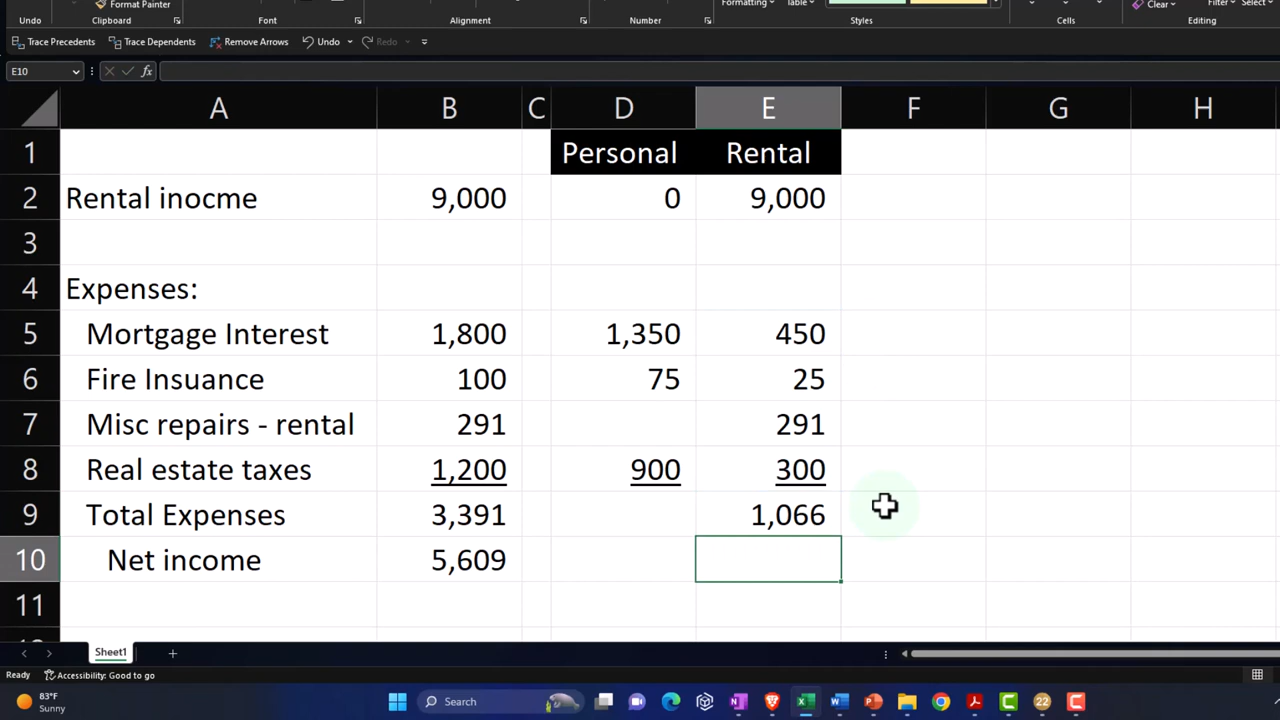 Format Painter
Formatting Table
Clear Filter Select
Undo Clipboard Font Alignment Number Styles Cells Editing
Trace Precedents Trace Dependents Remove Arrows Undo Redo
E10 fx
A B C D E F G H
1 Personal Rental
2 Rental inocme 9,000 0 9,000
3
4 Expenses:
5 Mortgage Interest 1,800 1,350 450
6 Fire Insuance 100 75 25
7 Misc repairs - rental 291 291
8 Real estate taxes 1,200 900 300
9 Total Expenses 3,391 1,066
10 Net income 5,609
11
Sheet1
Ready Accessibility: Good to go
83°F
Sunny
Search
22